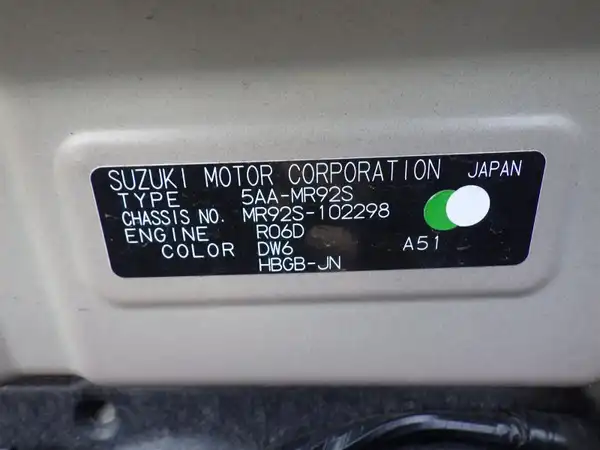 SUZUKI MOTOR CORPORATION JAPAN
TYPE 5AA-MR92S
CHASSIS NO. MR92S-102298
ENGINE R06D
COLOR DW6 A51
HBGB-JN